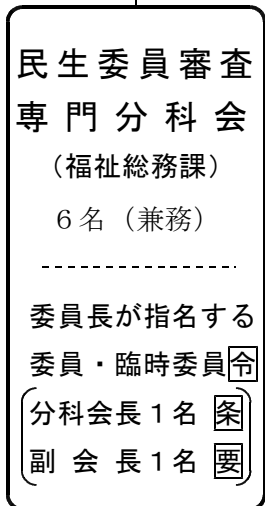 民生委員審査
専門分科会
（福祉総務課）
６名（兼務）
委員長が指名する
委員・臨時委員令
分科会長１名 条
副会長１名 要